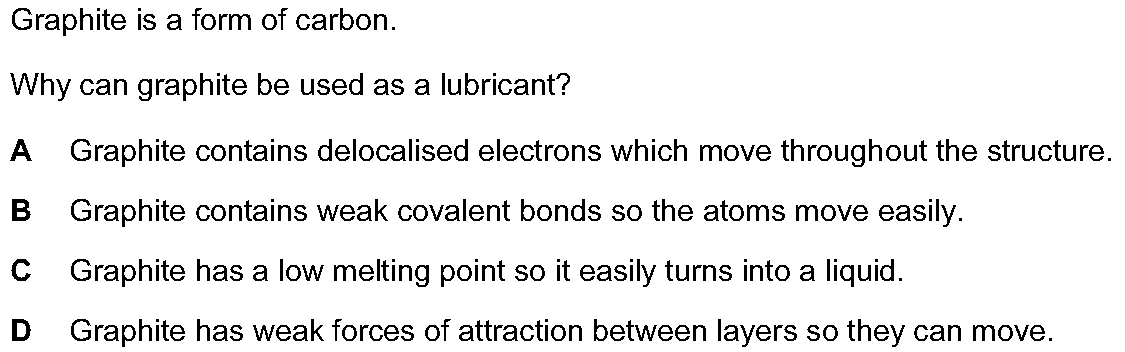 Graphite is a form of carbon.
Why can graphite be used as a lubricant?
A Graphite contains delocalised electrons which move throughout the structure.
B Graphite contains weak covalent bonds so the atoms move easily.
C Graphite has a low melting point so it easily turns into a liquid.
D Graphite has weak forces of attraction between layers so they can move.